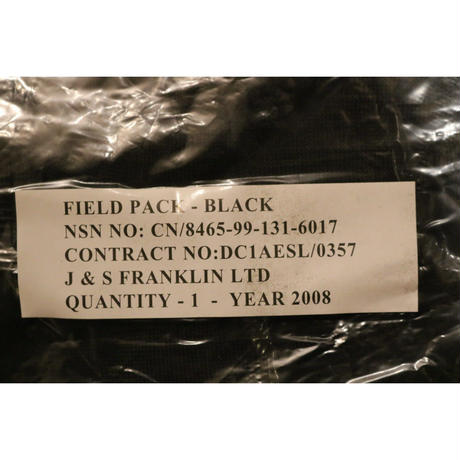 FIELD PACK - BLACK
NSN NO: CN/8465-99-131-6017
CONTRACT NO:DC1AESL/0357
J & S FRANKLIN LTD
QUANTITY - 1 - YEAR 2008